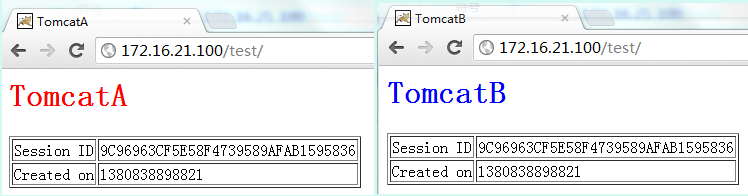 TomcatA
172.16.21.100/test/
TomcatA
Session ID 9C96963CF5E58F4739589AFAB1595836
Created on 1380838898821
TomcatB
172.16.21.100/test/
TomcatB
Session ID 9C96963CF5E58F4739589AFAB1595836
Created on 1380838898821